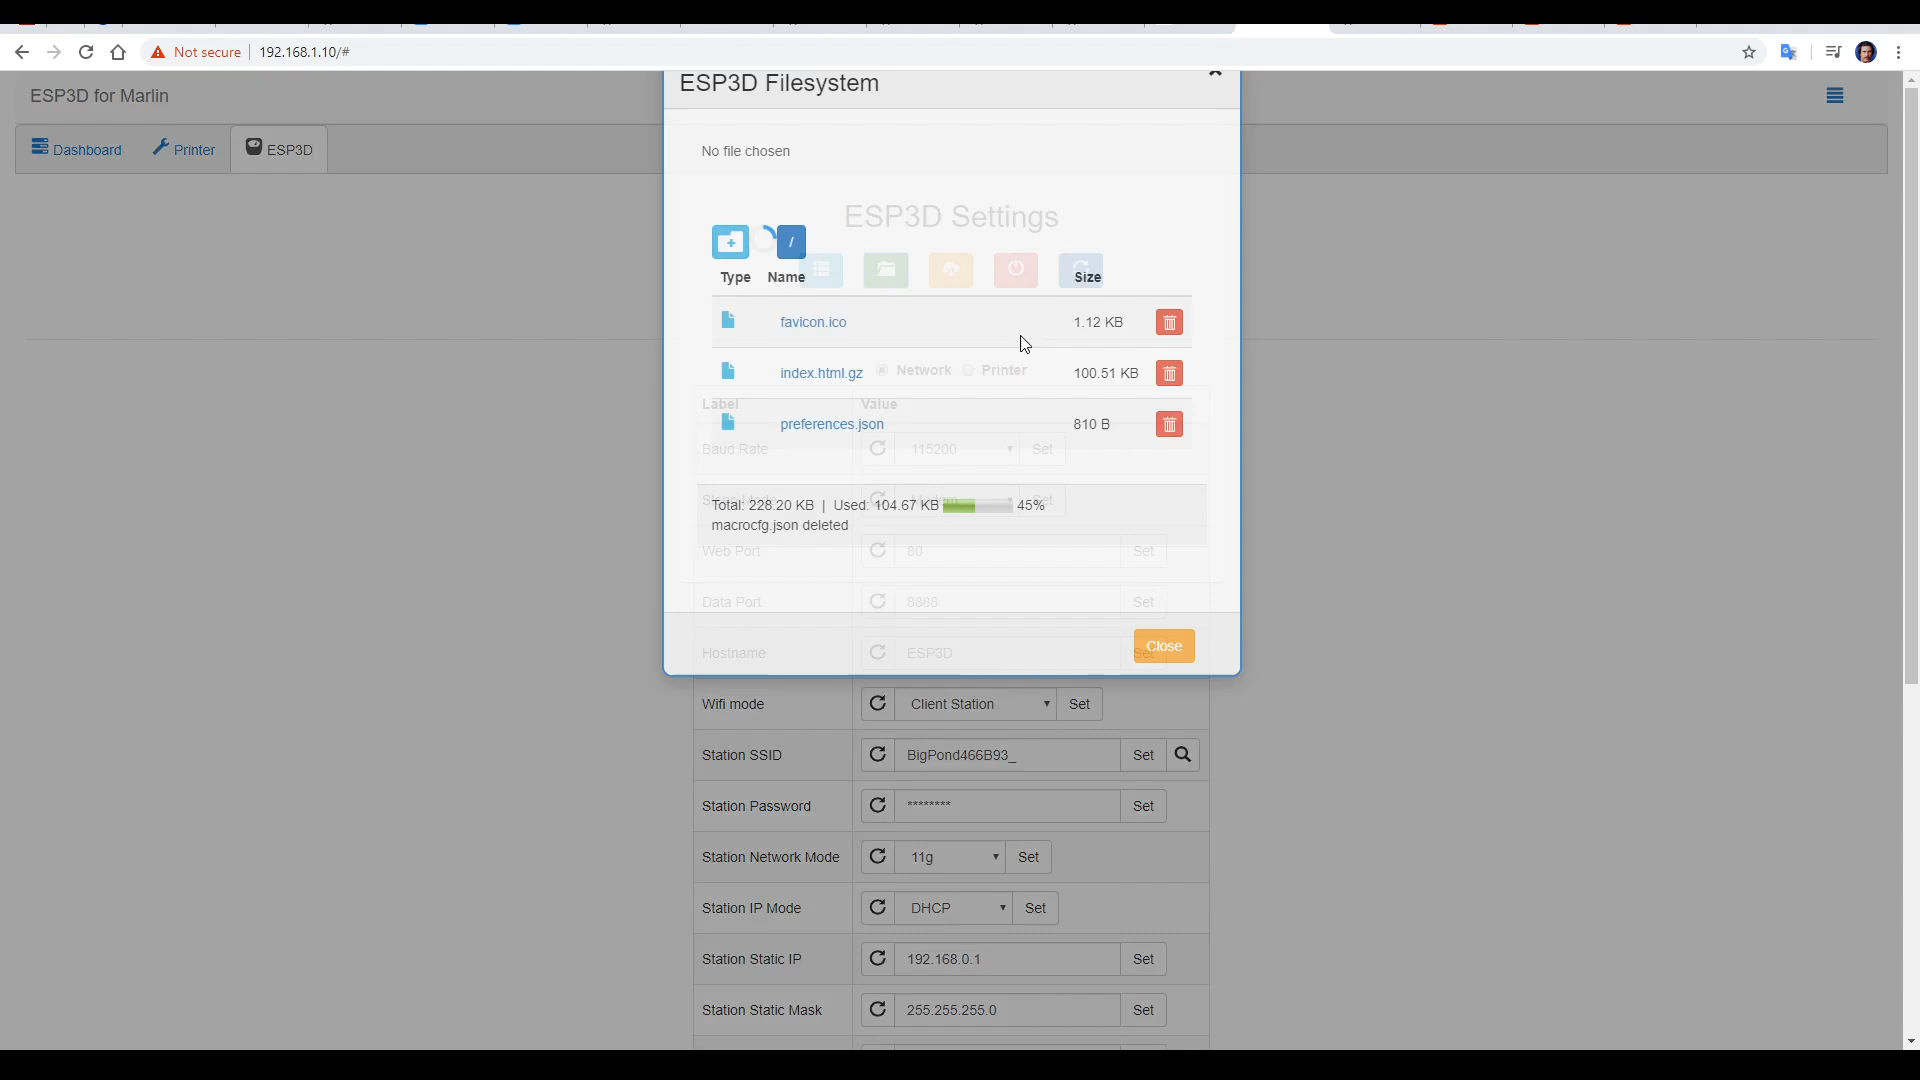 Not secure | 192.168.1.10/#
ESP3D Filesystem
ESP3D for Marlin
Dashboard Printer ESP3D
No file chosen
ESP3D Settings
/
Type Name Size
favicon.ico 1.12 KB
Network Printer
index.html.gz 100.51 KB
Label Value
preferences.json 810 B
Baud Rate 115200 Set
Total: 228.20 KB | Used: 104.67 KB 45%
macrocfg.json deleted
Web Port 80 Set
Data Port 8888 Set
Close
Hostname ESP3D Set
Wifi mode Client Station Set
Station SSID BigPond466B93_ Set
Station Password ******** Set
Station Network Mode 11g Set
Station IP Mode DHCP Set
Station Static IP 192.168.0.1 Set
Station Static Mask 255.255.255.0 Set